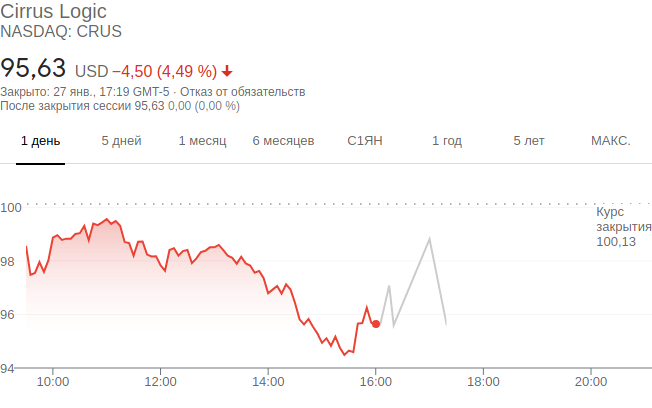 Cirrus Logic
NASDAQ: CRUS
95,63 USD −4,50 (4,49 %)
Закрыто: 27 янв., 17:19 GMT-5 · Отказ от обязательств
После закрытия сессии 95,63 0,00 (0,00 %)
1 день 5 дней 1 месяц 6 месяцев С1ЯН 1 год 5 лет МАКС.
100
Курс
закрытия
100,13
98
96
94
10:00 12:00 14:00 16:00 18:00 20:00